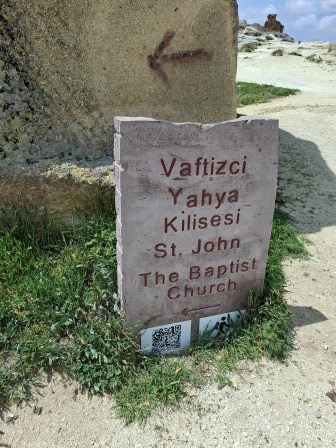 Vaftizci
Yahya
Kilisesi
St. John
The Baptist
Church